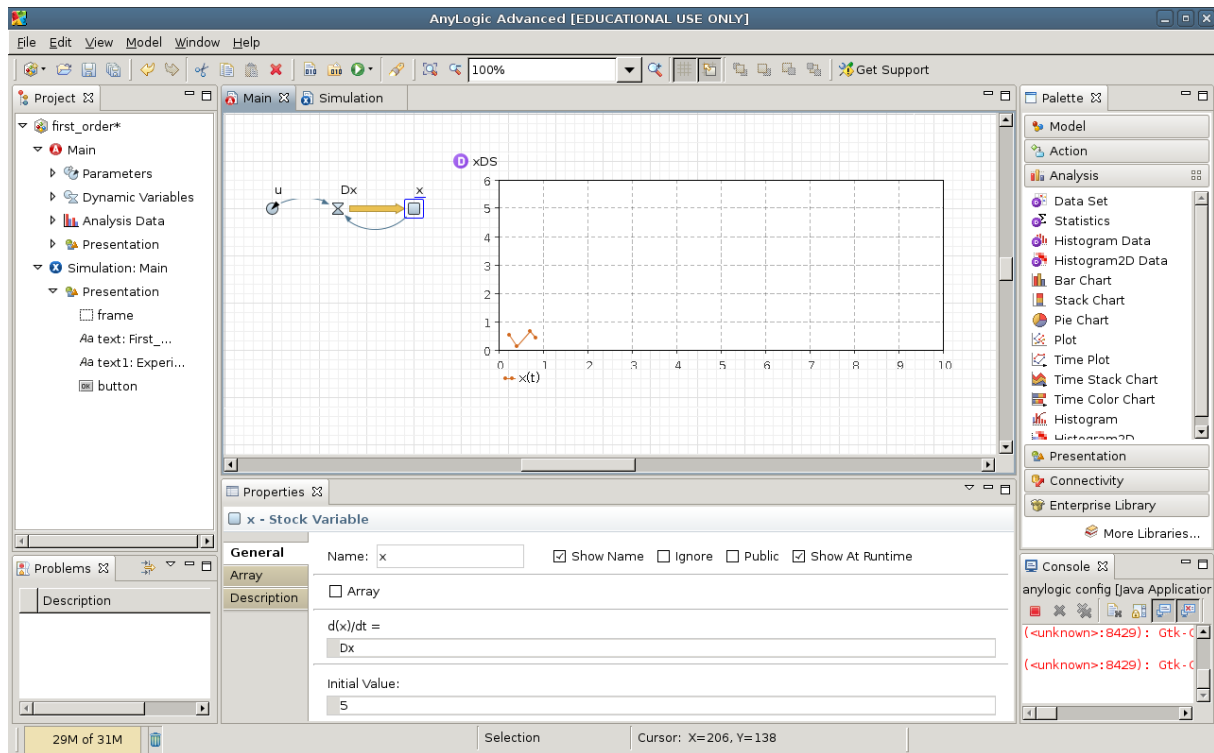 AnyLogic Advanced [EDUCATIONAL USE ONLY]
File Edit View Model Window Help
100%
Get Support
Project
first_order*
Main
Parameters
Dynamic Variables
Analysis Data
Presentation
Simulation: Main
Presentation
frame
Aa text: First_...
Aa text1: Experi...
OK button
Problems
Description
Main
Simulation
D xDS
u Dx x
6
5
4
3
2
1
0
0 1 2 3 4 5 6 7 8 9 10
x(t)
Properties
x - Stock Variable
General
Array
Description
Name: x Show Name Ignore Public Show At Runtime
Array
d(x)/dt =
Dx
Initial Value:
5
Palette
Model
Action
Analysis
Data Set
Statistics
Histogram Data
Histogram2D Data
Bar Chart
Stack Chart
Pie Chart
Plot
Time Plot
Time Stack Chart
Time Color Chart
Histogram
Histogram2D
Presentation
Connectivity
Enterprise Library
More Libraries...
Console
anylogic config [Java Application
(<unknown>:8429): Gtk-C
(<unknown>:8429): Gtk-C
29M of 31M
Selection
Cursor: X=206, Y=138